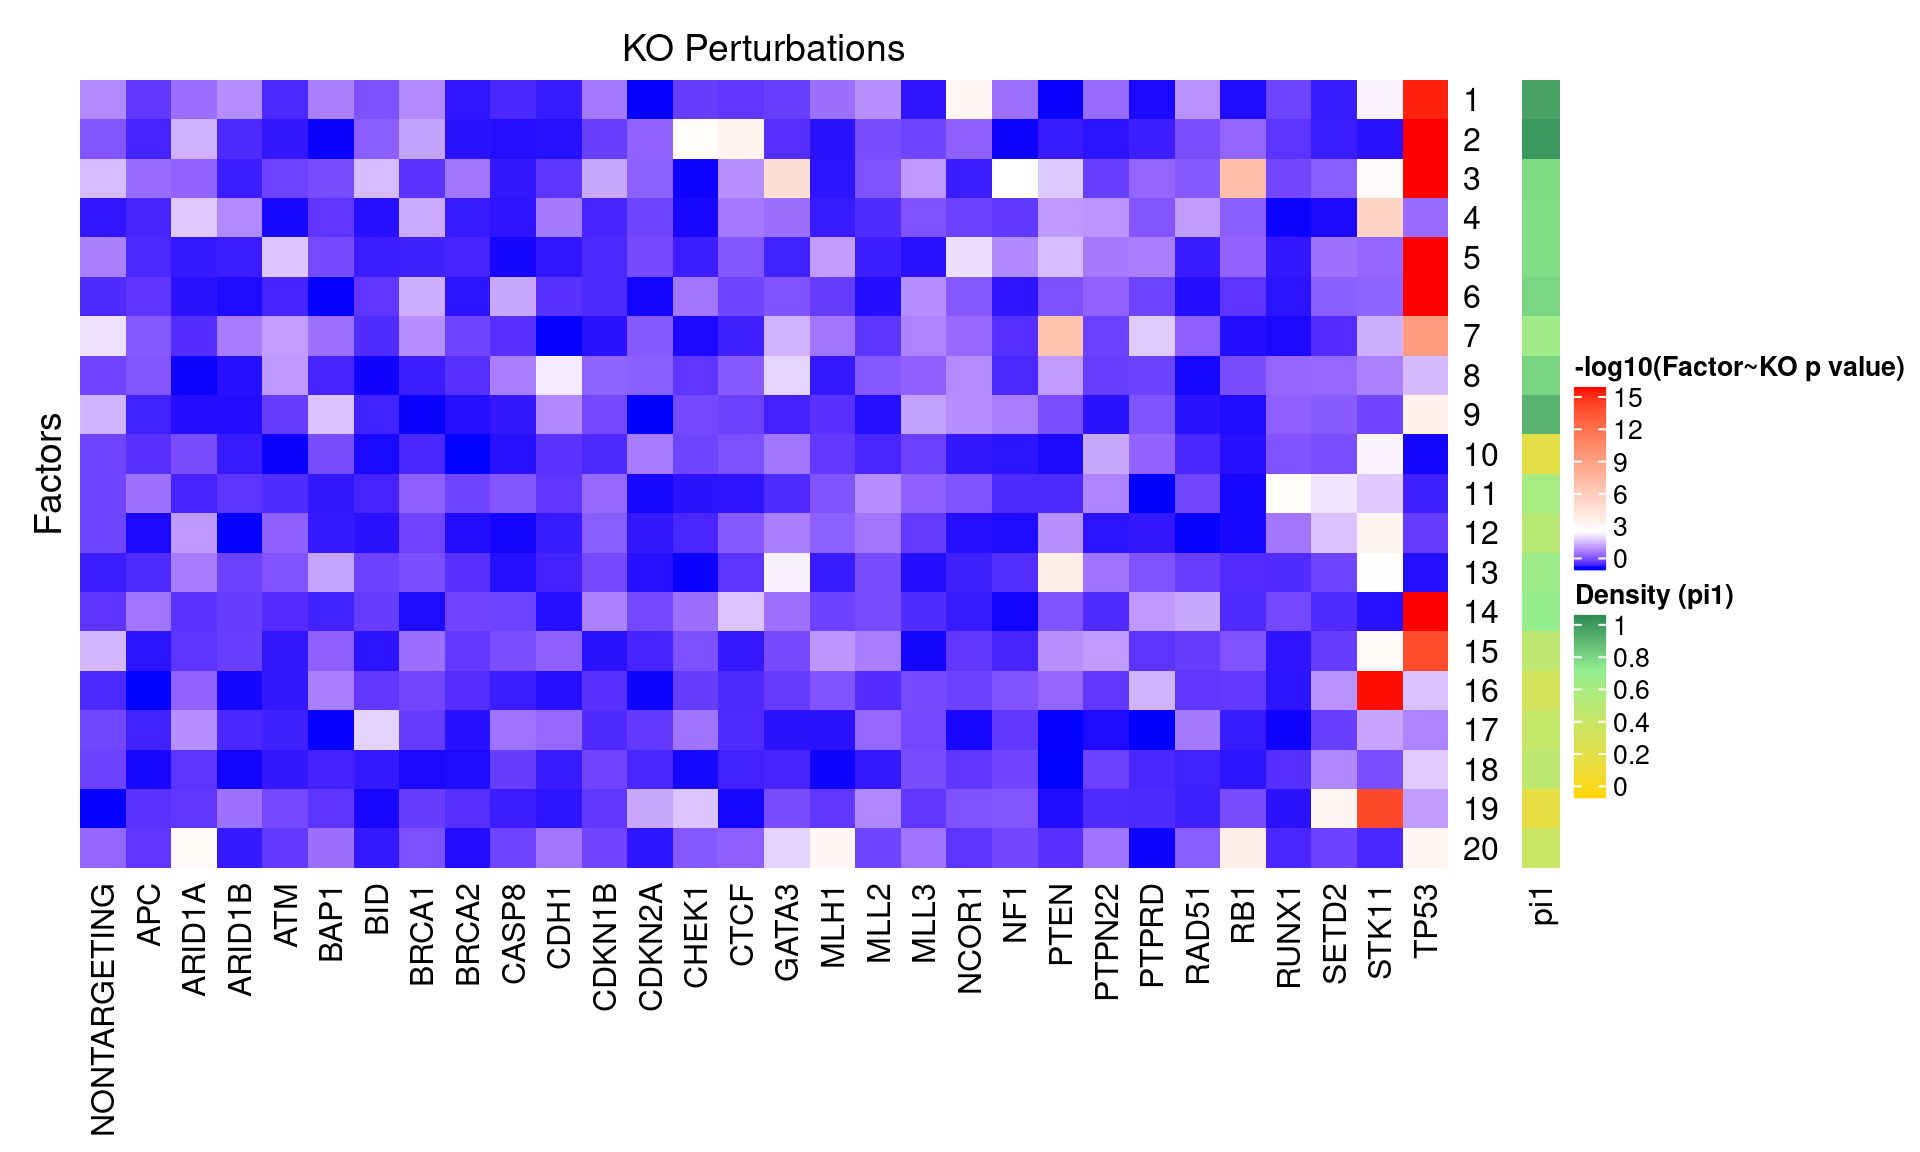 KO Perturbations
Factors
1
2
3
4
5
6
7
8
9
10
11
12
13
14
15
16
17
18
19
20
NONTARGETING
APC
ARID1A
ARID1B
ATM
BAP1
BID
BRCA1
BRCA2
CASP8
CDH1
CDKN1B
CDKN2A
CHEK1
CTCF
GATA3
MLH1
MLL2
MLL3
NCOR1
NF1
PTEN
PTPN22
PTPRD
RAD51
RB1
RUNX1
SETD2
STK11
TP53
pi1
-log10(Factor~KO p value)
15
12
9
6
3
0
Density (pi1)
1
0.8
0.6
0.4
0.2
0